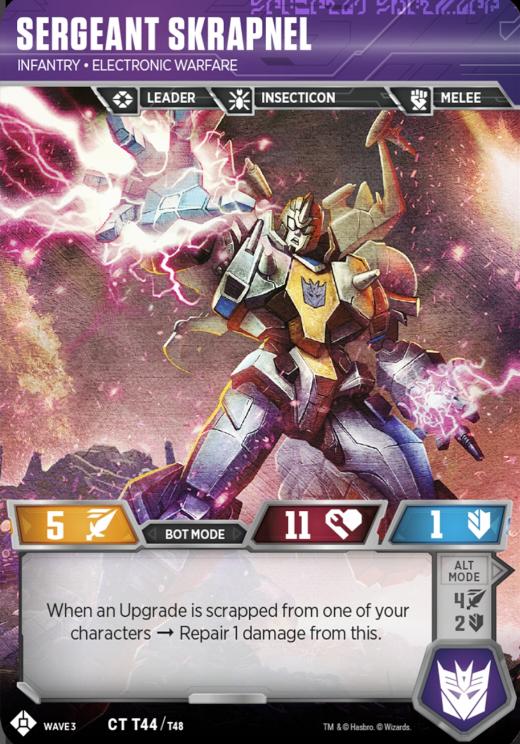 SERGEANT SKRAPNEL
INFANTRY • ELECTRONIC WARFARE
LEADER INSECTICON MELEE
5 BOT MODE 11 1
ALT
MODE
4
2
When an Upgrade is scrapped from one of your
characters → Repair 1 damage from this.
WAVE 3 CT T44/T48 TM & © Hasbro. © Wizards.